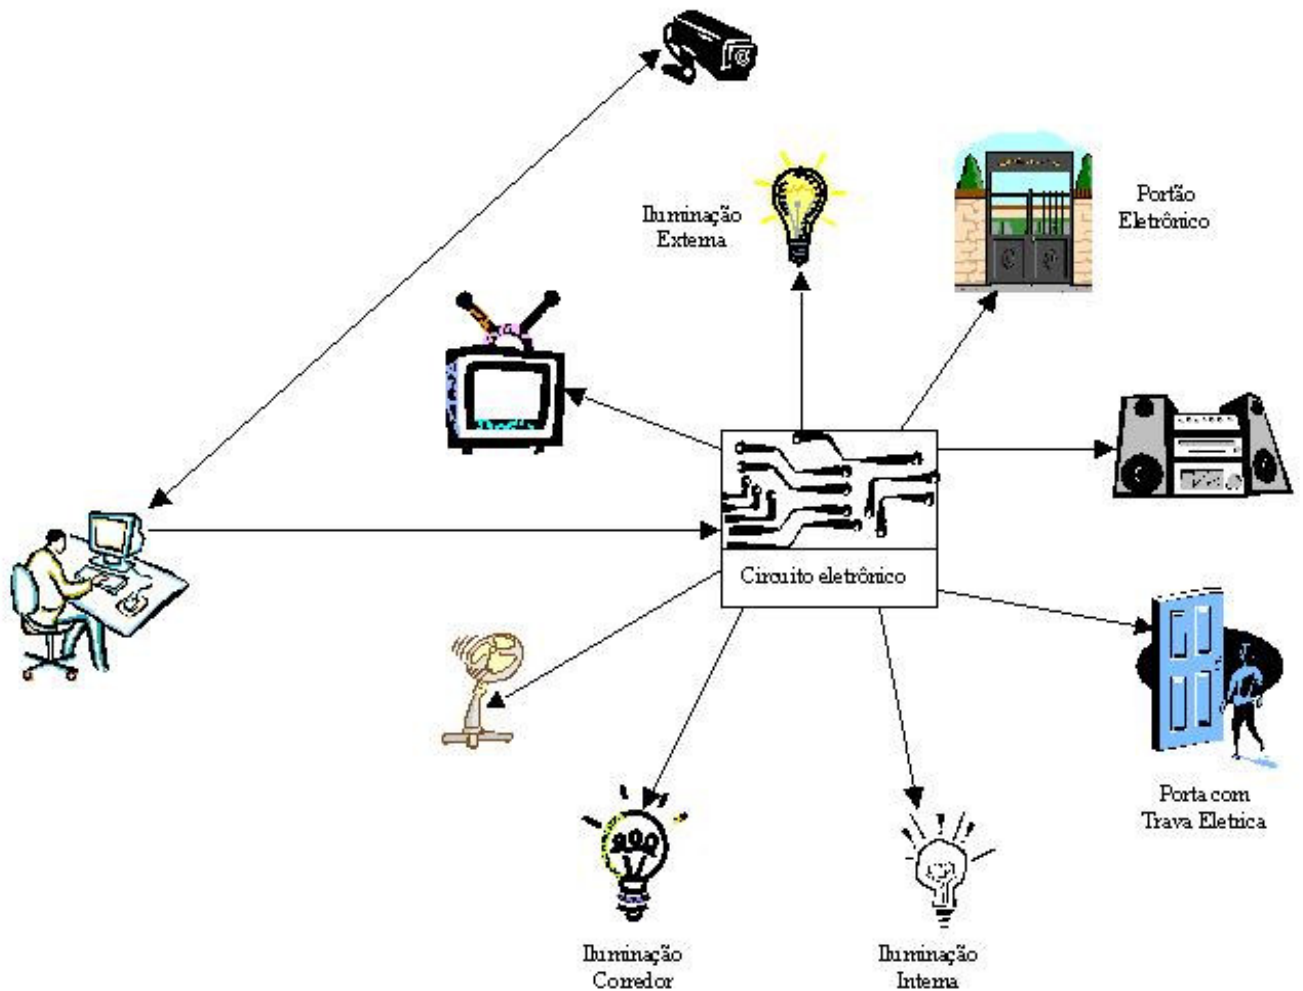 Iluminação
Externa
Portão
Eletrônico
Circuito eletrônico
Porta com
Trava Eletrica
Iluminação
Corredor
Iluminação
Interna